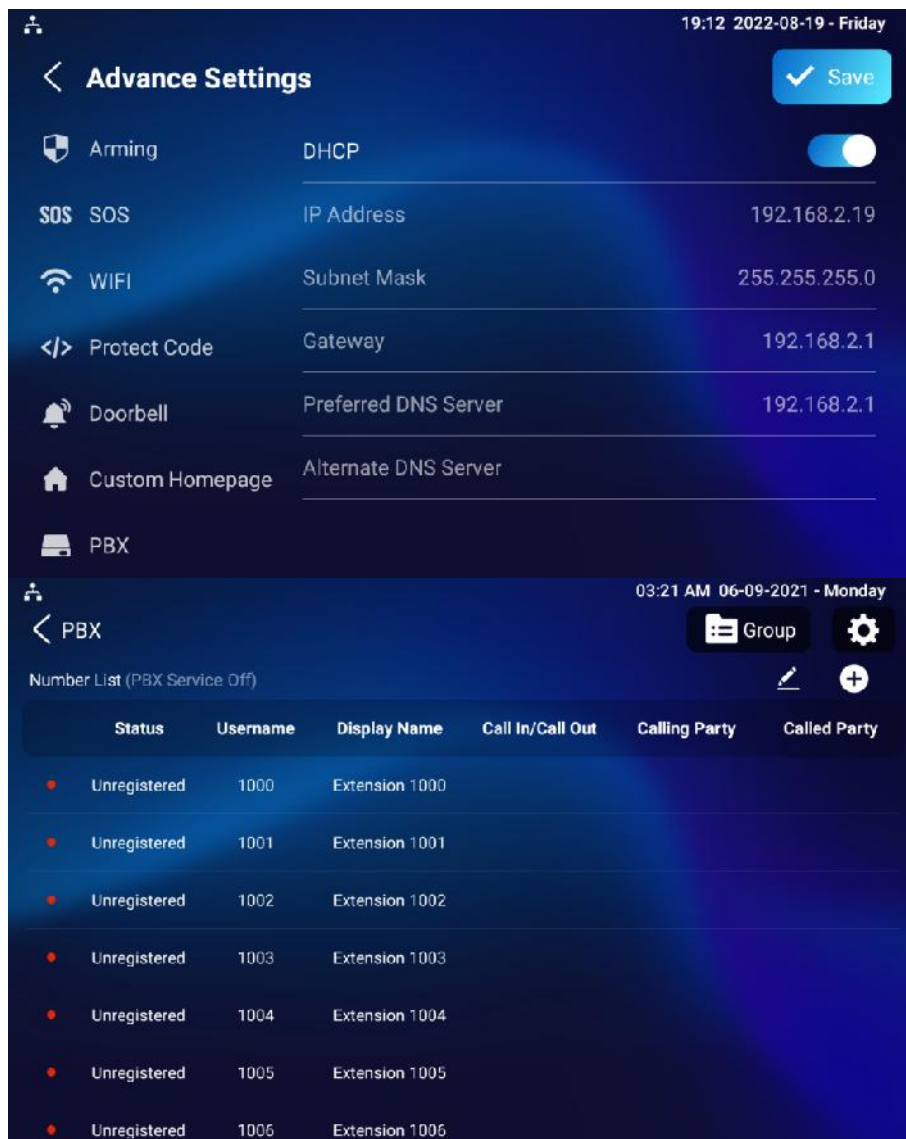 19:12 2022-08-19 - Friday
Advance Settings
Save
Arming
DHCP
SOS SOS
IP Address
192.168.2.19
WIFI
Subnet Mask
255.255.255.0
</> Protect Code
Gateway
192.168.2.1
Doorbell
Preferred DNS Server
192.168.2.1
Custom Homepage
Alternate DNS Server
PBX
03:21 AM 06-09-2021 - Monday
PBX
Group
Number List (PBX Service Off)
Status Username Display Name Call In/Call Out Calling Party Called Party
Unregistered 1000 Extension 1000
Unregistered 1001 Extension 1001
Unregistered 1002 Extension 1002
Unregistered 1003 Extension 1003
Unregistered 1004 Extension 1004
Unregistered 1005 Extension 1005
Unregistered 1006 Extension 1006